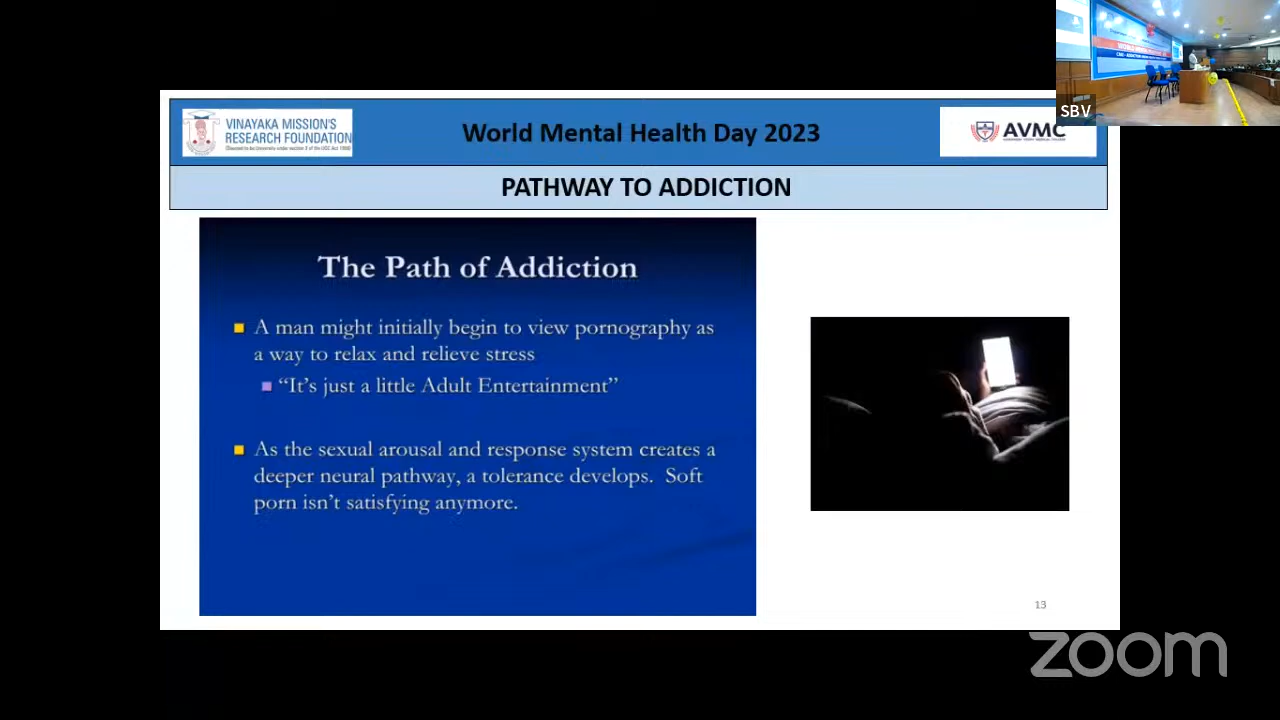 SBV
VINAYAKA MISSION'S
RESEARCH FOUNDATION
World Mental Health Day 2023
AVMC
PATHWAY TO ADDICTION
The Path of Addiction
A man might initially begin to view pornography as
a way to relax and relieve stress
“It’s just a little Adult Entertainment”
As the sexual arousal and response system creates a
deeper neural pathway, a tolerance develops. Soft
porn isn’t satisfying anymore.
13
zoom